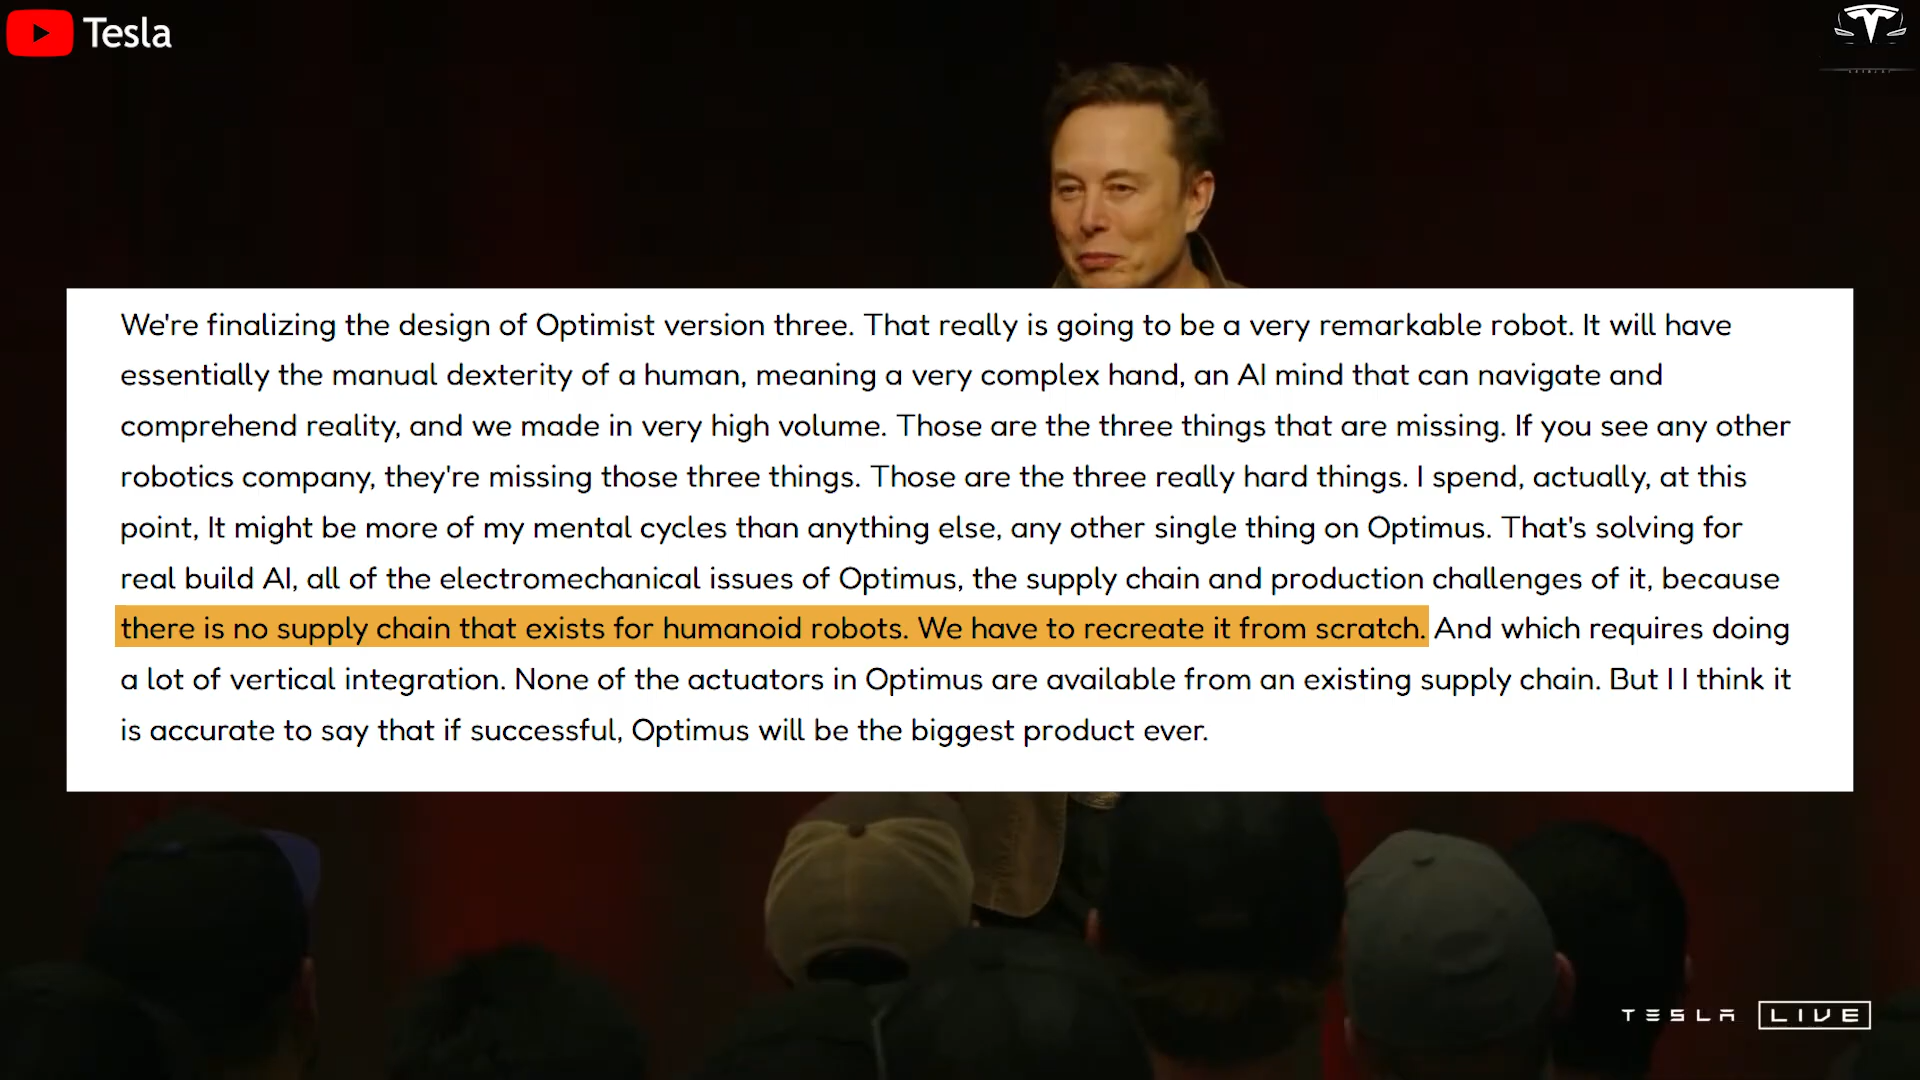 Tesla
We're finalizing the design of Optimist version three. That really is going to be a very remarkable robot. It will have
essentially the manual dexterity of a human, meaning a very complex hand, an AI mind that can navigate and
comprehend reality, and we made in very high volume. Those are the three things that are missing. If you see any other
robotics company, they're missing those three things. Those are the three really hard things. I spend, actually, at this
point, It might be more of my mental cycles than anything else, any other single thing on Optimus. That's solving for
real build AI, all of the electromechanical issues of Optimus, the supply chain and production challenges of it, because
there is no supply chain that exists for humanoid robots. We have to recreate it from scratch. And which requires doing
a lot of vertical integration. None of the actuators in Optimus are available from an existing supply chain. But I I think it
is accurate to say that if successful, Optimus will be the biggest product ever.
TESLA LIVE